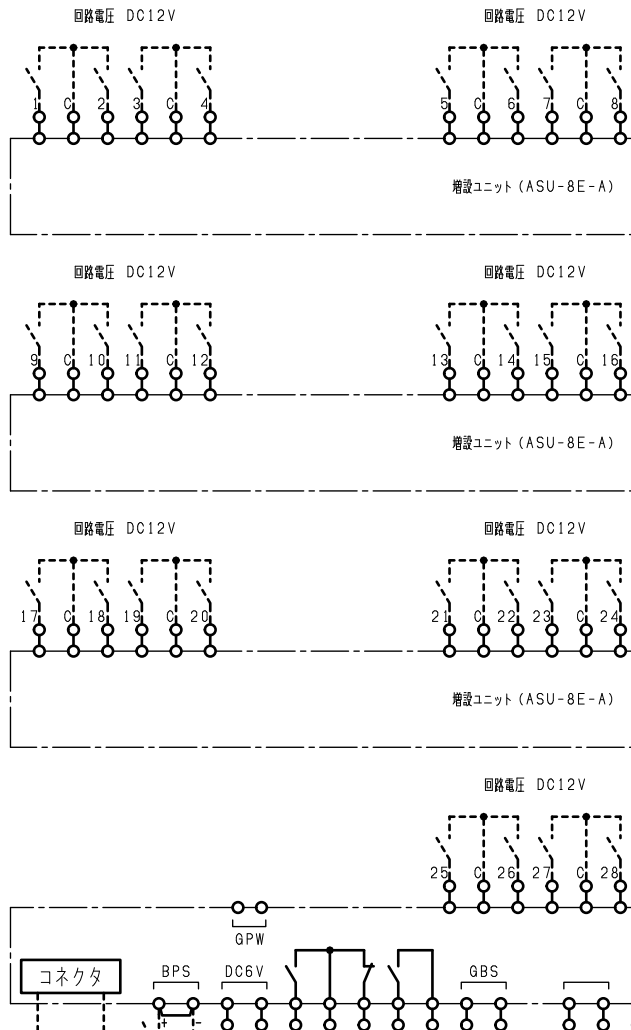 回路電圧 DC12V 回路電圧 DC12V
1 C 2 3 C 4 5 C 6 7 C 8
増設ユニット(ASU-8E-A)
回路電圧 DC12V 回路電圧 DC12V
9 C 10 11 C 12 13 C 14 15 C 16
増設ユニット(ASU-8E-A)
回路電圧 DC12V 回路電圧 DC12V
17 C 18 19 C 20 21 C 22 23 C 24
増設ユニット(ASU-8E-A)
回路電圧 DC12V
25 C 26 27 C 28
GPW
コネクタ BPS DC6V GBS
+ -